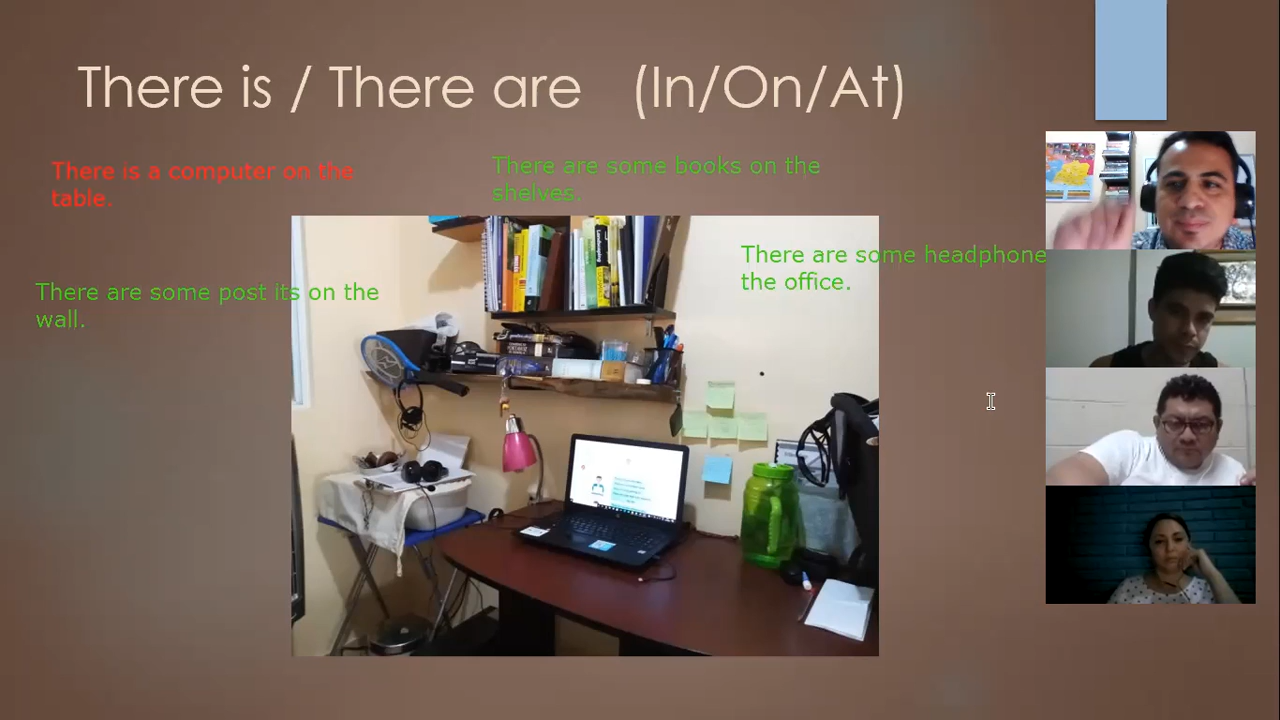 There is / There are (In/On/At)
There is a computer on the
table.
There are some books on the
shelves.
There are some headphone
the office.
There are some post its on the
wall.